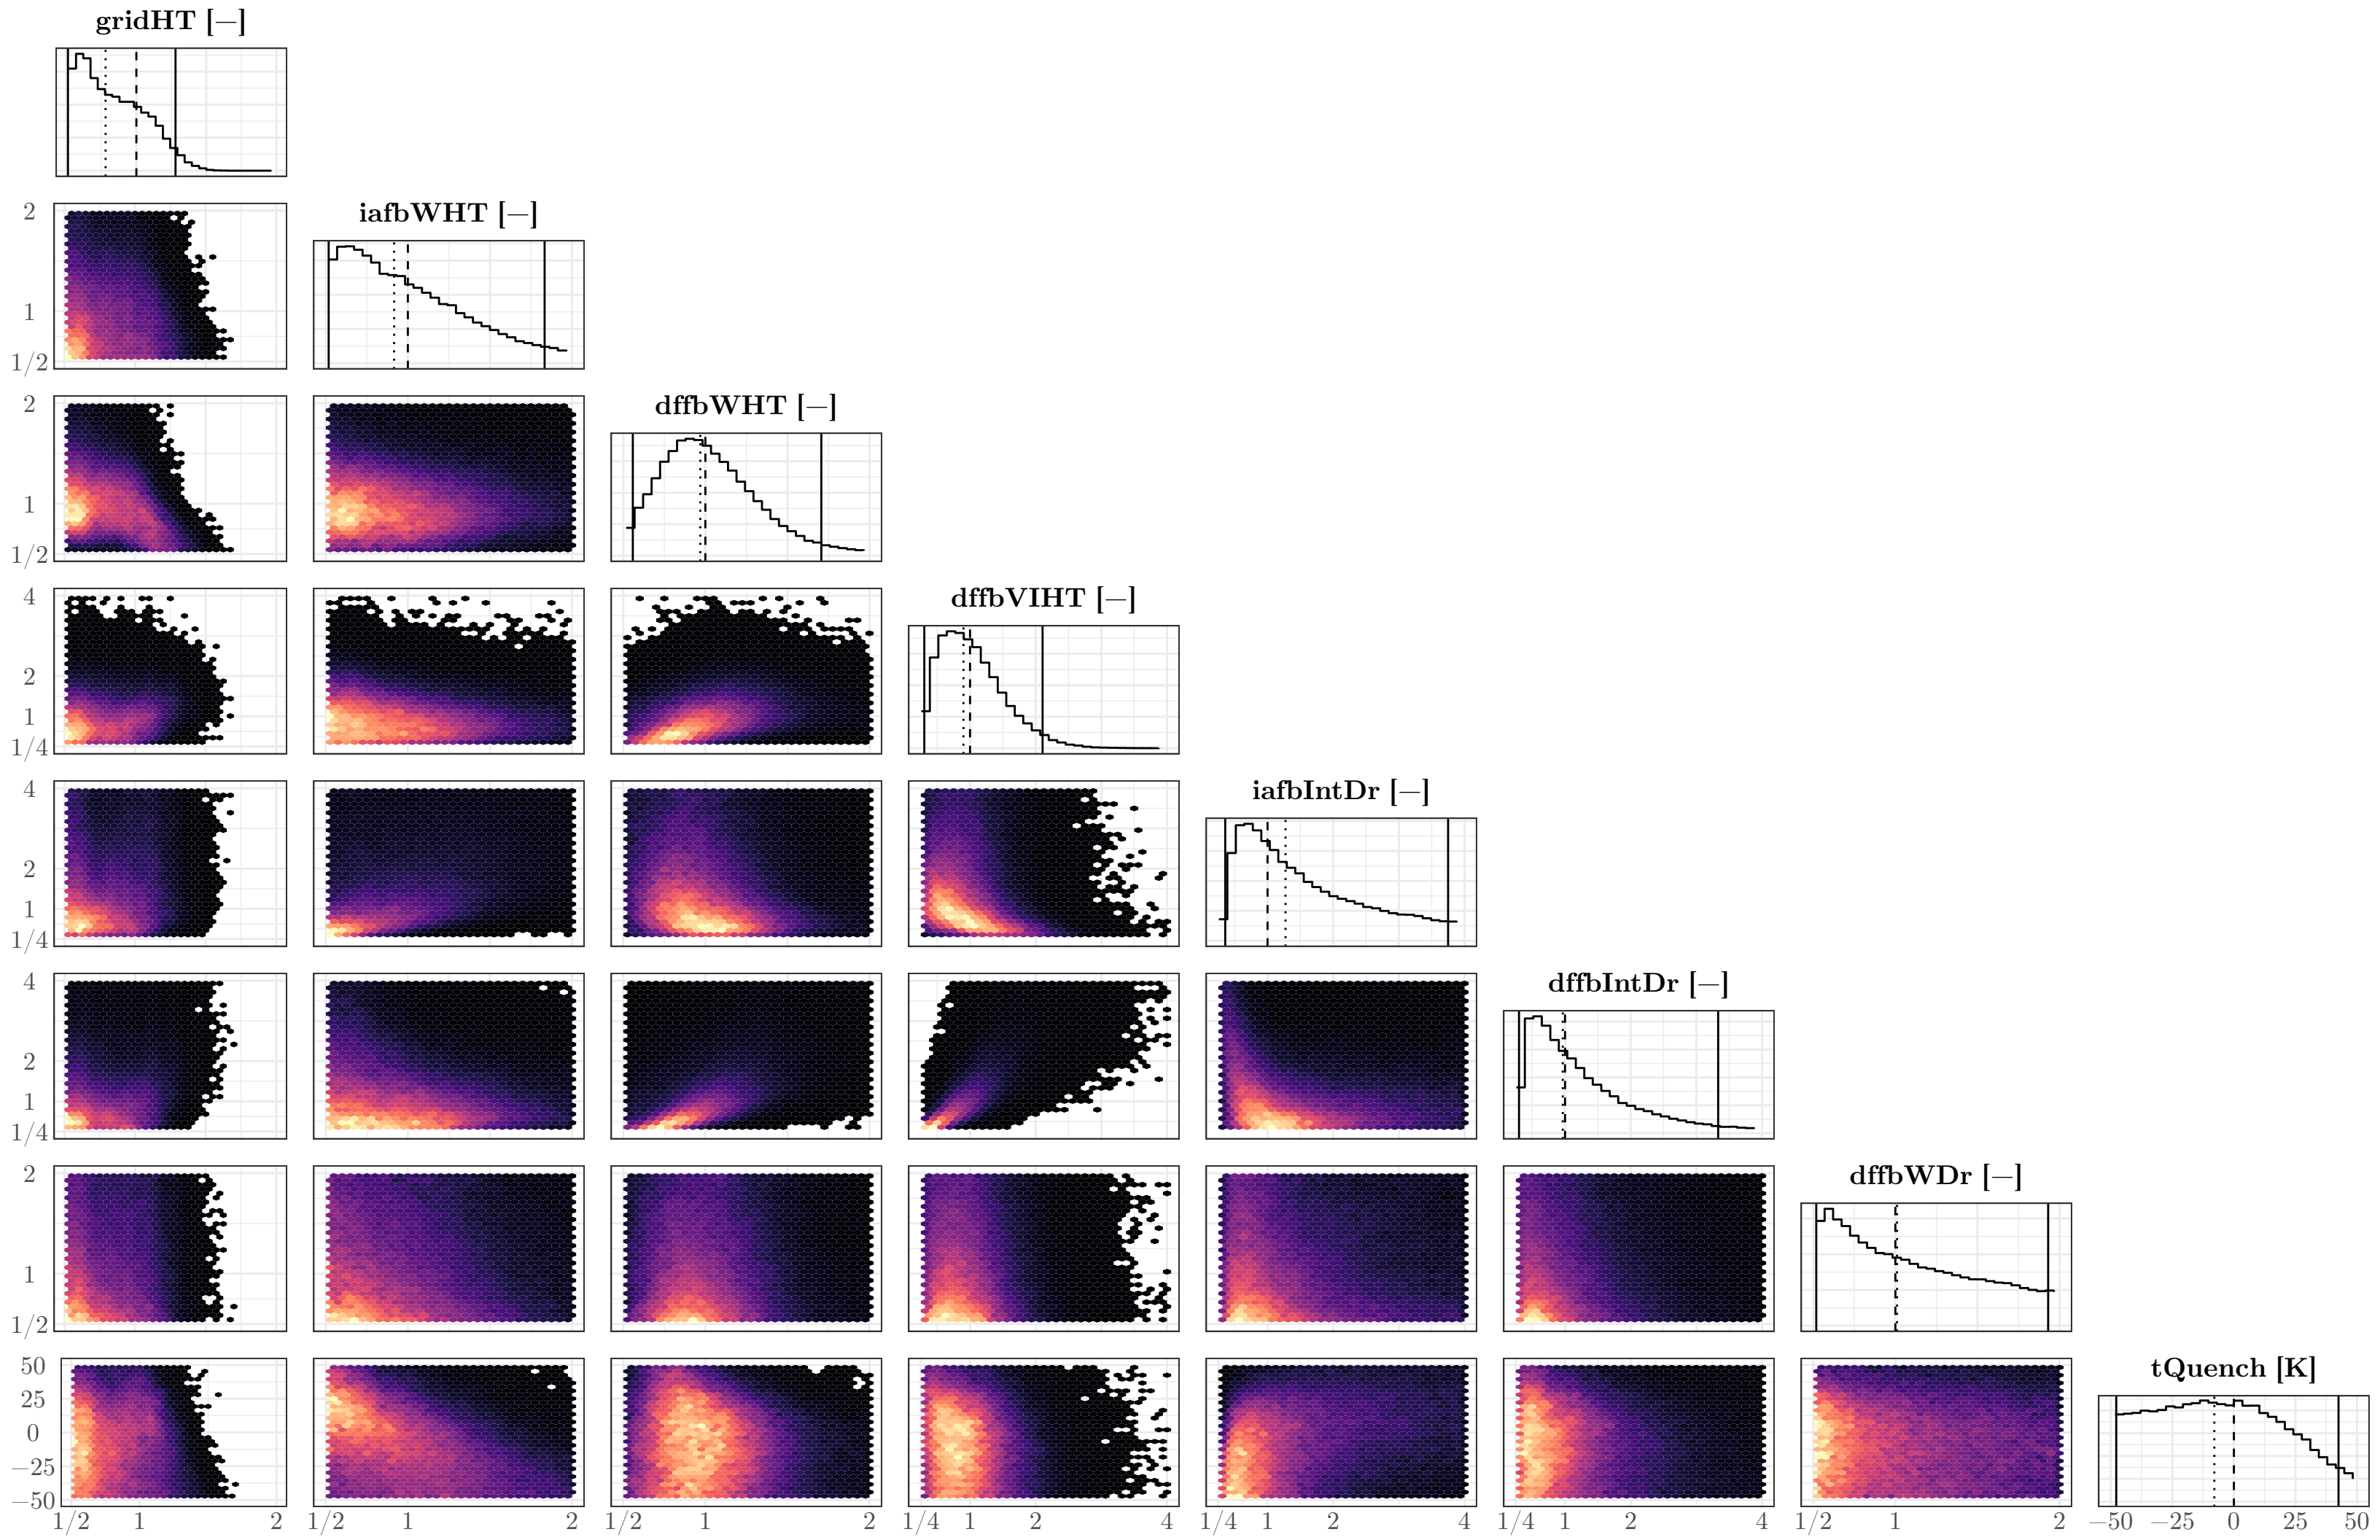 gridHT [—]
2
1
1/2
iafbWHT [—]
2
1
1/2
dffbWHT [—]
4
2
1
1/4
dffbVIHT [—]
4
2
1
1/4
iafbIntDr [—]
4
2
1
1/4
dffbIntDr [—]
2
1
1/2
dffbWDr [—]
50
25
0
−25
−50
tQuench [K]
1/2 1 2 1/2 1 2 1/2 1 2 1/4 1 2 4 1/4 1 2 4 1/4 1 2 4 1/2 1 2 −50 −25 0 25 50